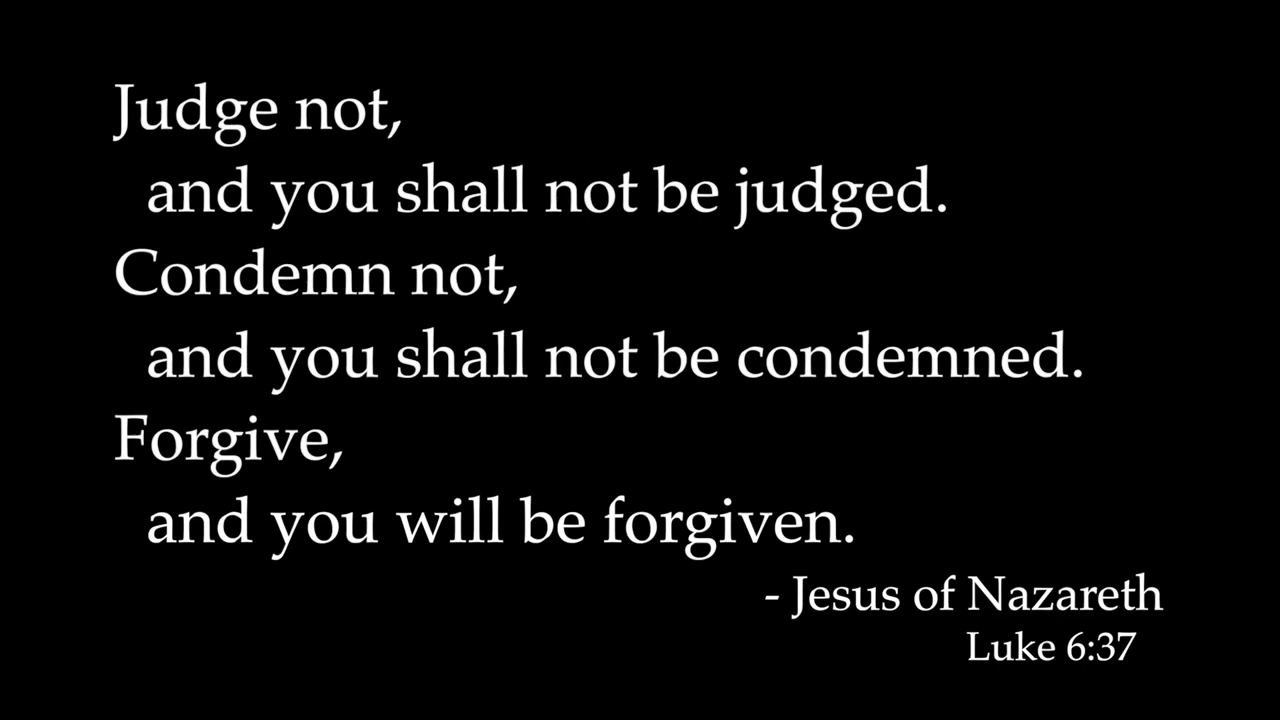 Judge not,
and you shall not be judged.
Condemn not,
and you shall not be condemned.
Forgive,
and you will be forgiven.
- Jesus of Nazareth
Luke 6:37